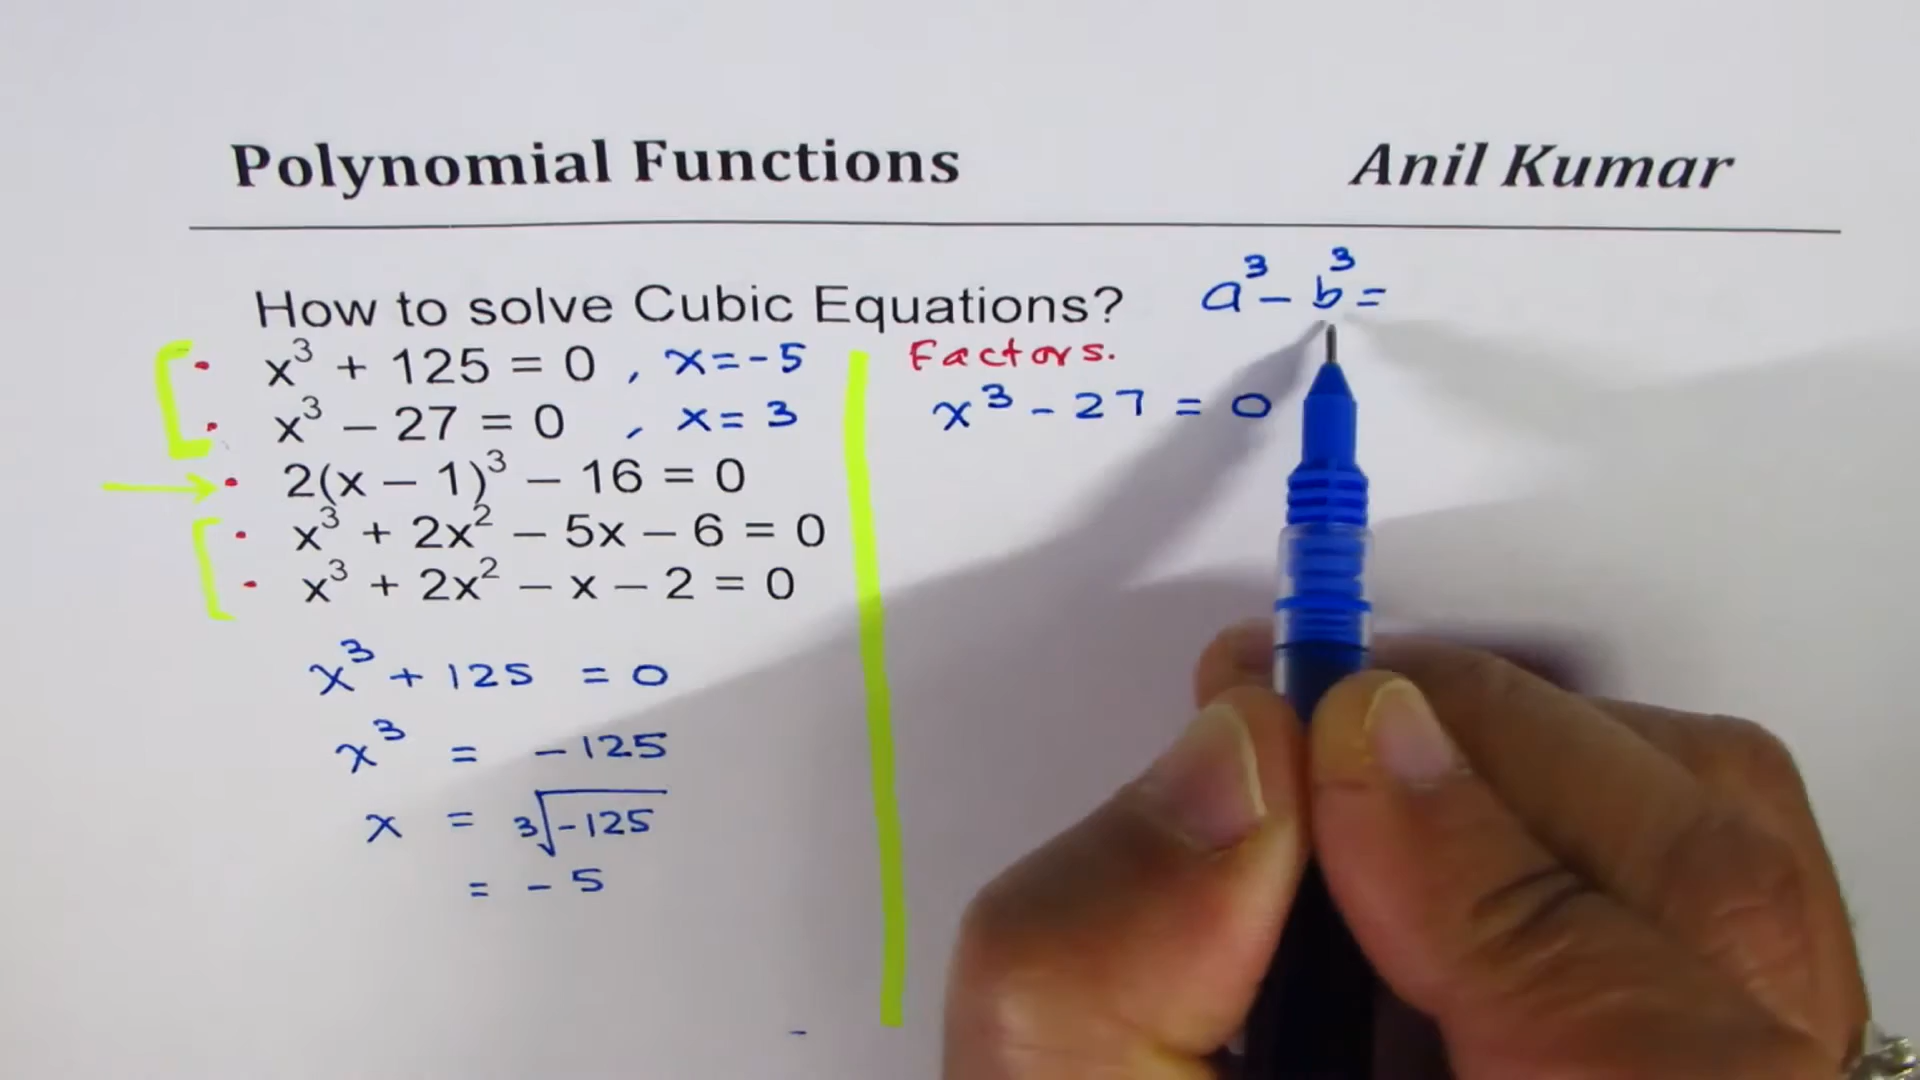 Polynomial Functions Anil Kumar
How to solve Cubic Equations?
x³ + 125 = 0 , x = -5
x³ − 27 = 0 , x = 3
2(x − 1)³ − 16 = 0
x³ + 2x² − 5x − 6 = 0
x³ + 2x² − x − 2 = 0
x³ + 125 = 0
x³ = -125
x = ∛-125
= - 5
a³ - b³ =
Factors.
x³ - 27 = 0